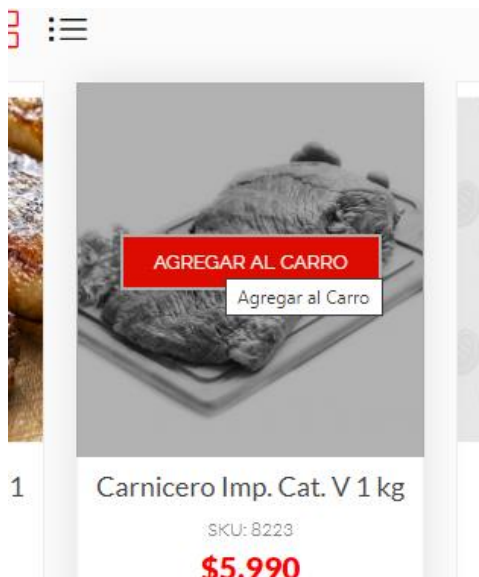 AGREGAR AL CARRO
Agregar al Carro
1
Carnicero Imp. Cat. V 1 kg
SKU: 8223
$5.990